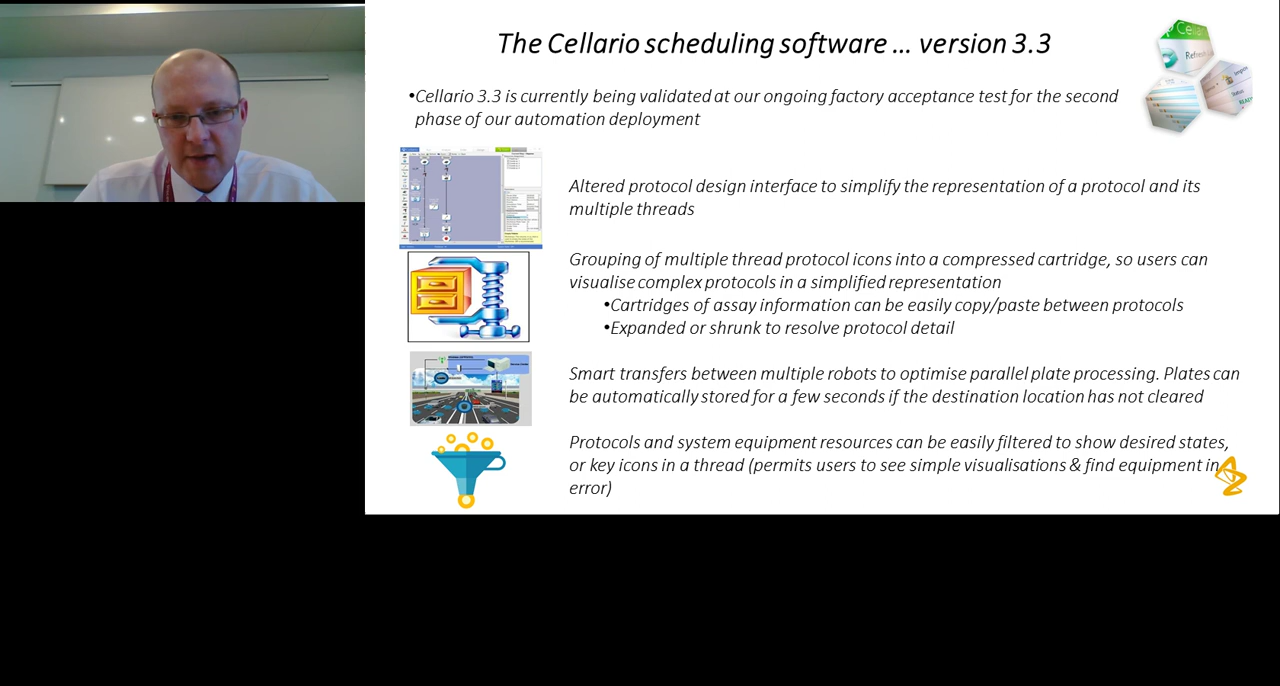 The Cellario scheduling software ... version 3.3
•Cellario 3.3 is currently being validated at our ongoing factory acceptance test for the second
phase of our automation deployment
Altered protocol design interface to simplify the representation of a protocol and its
multiple threads
Grouping of multiple thread protocol icons into a compressed cartridge, so users can
visualise complex protocols in a simplified representation
•Cartridges of assay information can be easily copy/paste between protocols
•Expanded or shrunk to resolve protocol detail
Smart transfers between multiple robots to optimise parallel plate processing. Plates can
be automatically stored for a few seconds if the destination location has not cleared
Protocols and system equipment resources can be easily filtered to show desired states,
or key icons in a thread (permits users to see simple visualisations & find equipment in
error)